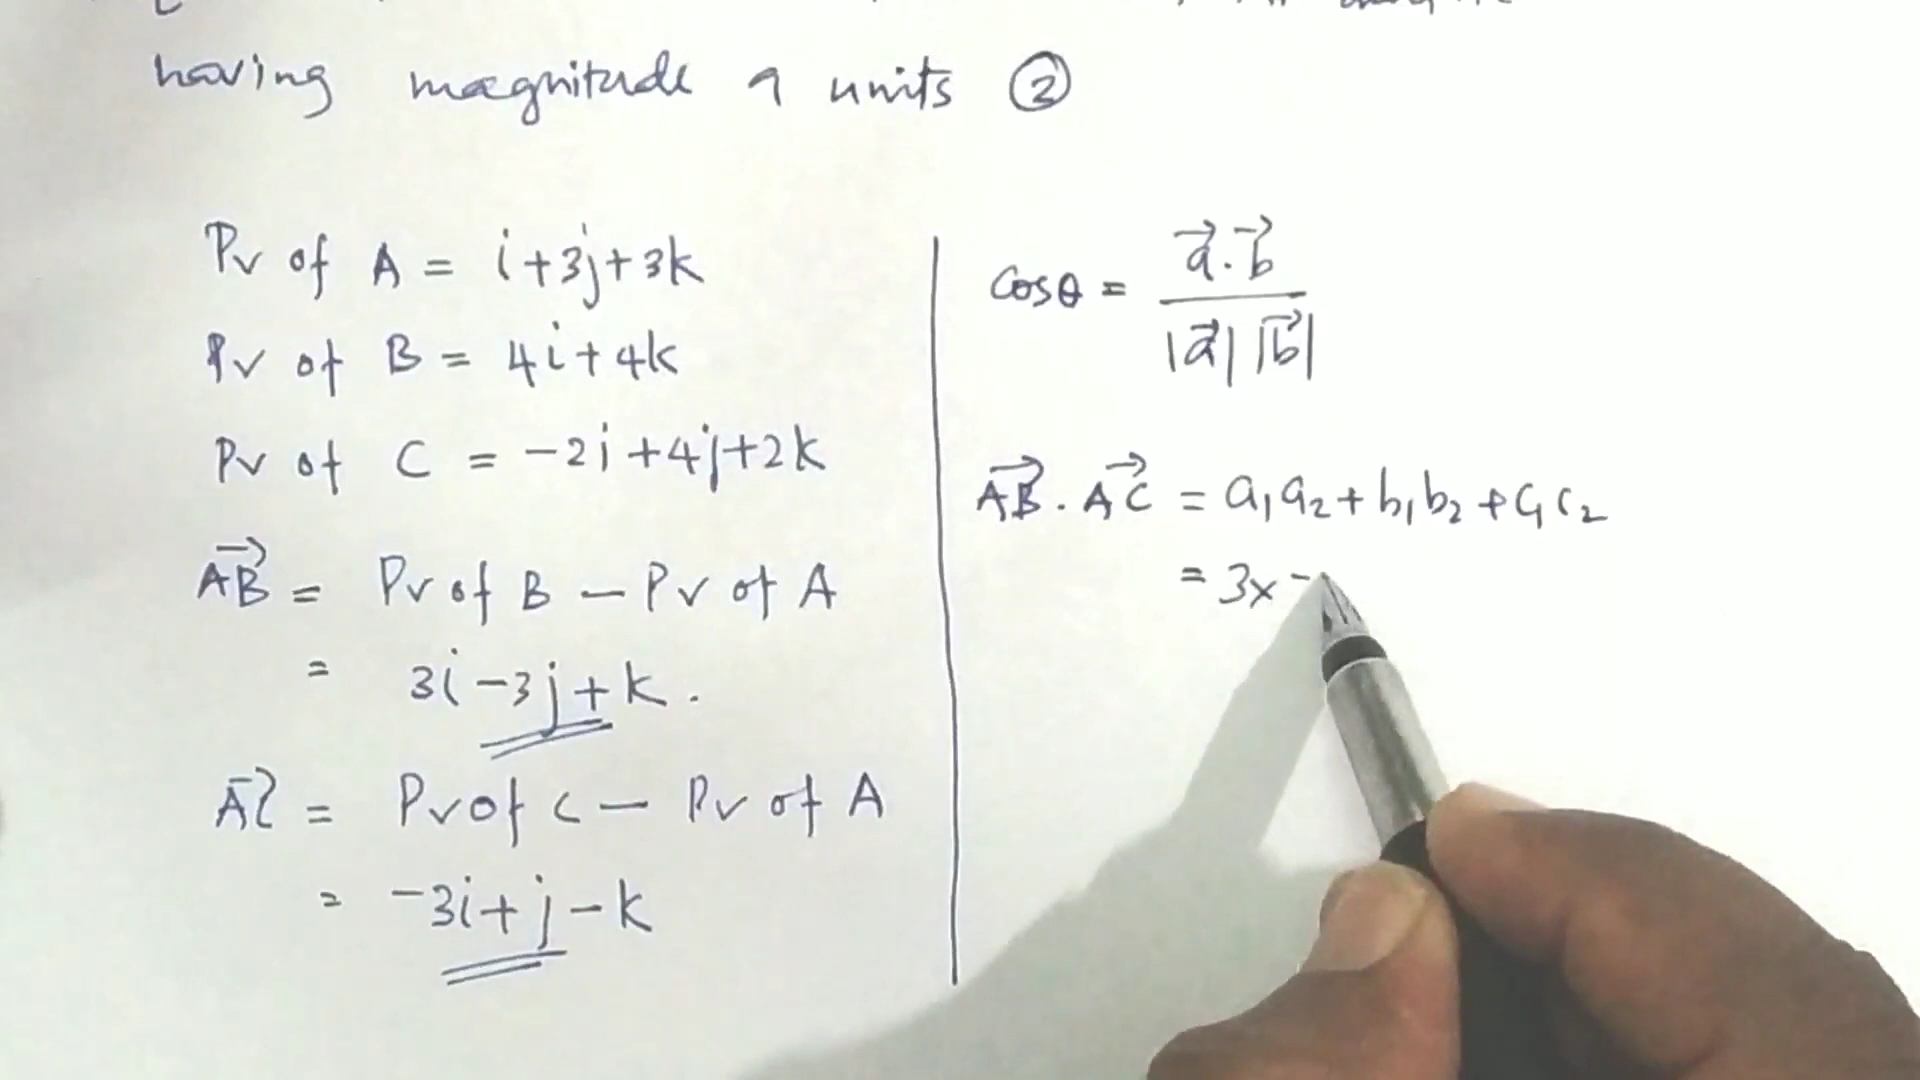 having magnitude 9 units ②
Pv of A = i+3j+3k
Pv of B = 4i+4k
Pv of C = -2i+4j+2k
AB⃗ = Pv of B - Pv of A
= 3i-3j+k.
AC⃗ = Pv of C - Pv of A
= -3i+j-k
Cosθ = a⃗.b⃗ / |a⃗| |b⃗|
AB⃗ . AC⃗ = a₁a₂+b₁b₂+c₁c₂
= 3x -